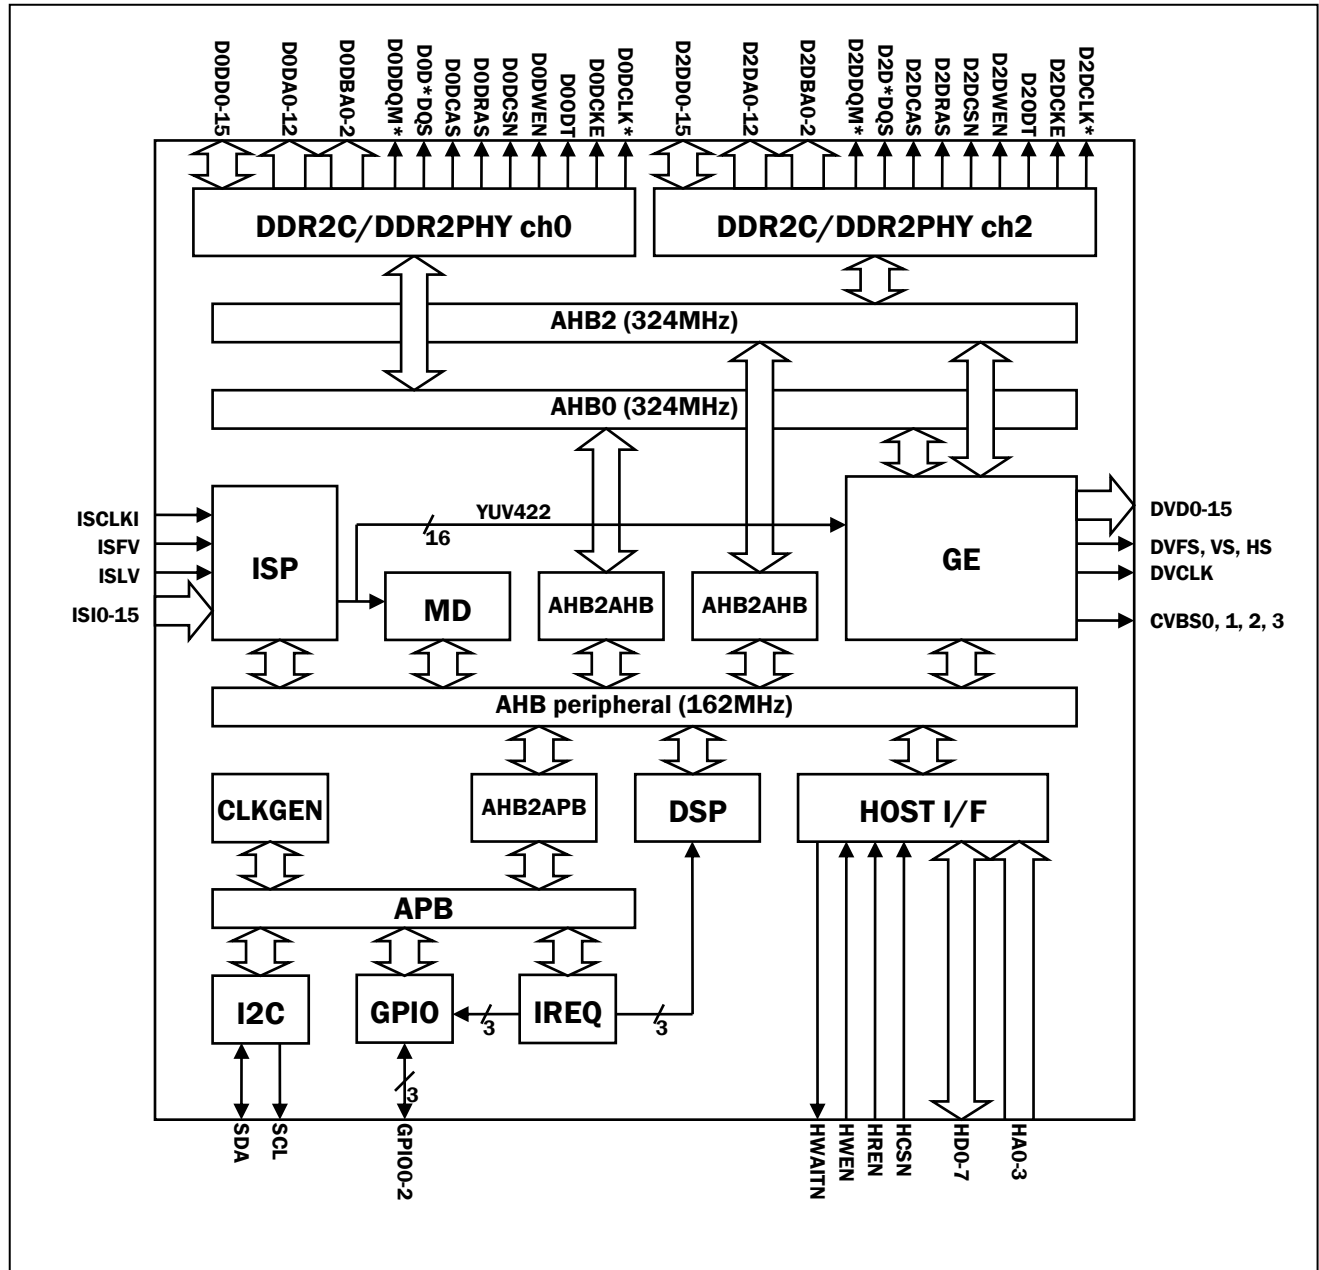 D0DD0-15
D0DA0-12
D0DBA0-2
D0DDQM*
D0D*DQS
D0DCAS
D0DRAS
D0DCSN
D0DWEN
D0ODT
D0DCKE
D0DCLK*
D2DD0-15
D2DA0-12
D2DBA0-2
D2DDQM*
D2D*DQS
D2DCAS
D2DRAS
D2DCSN
D2DWEN
D2ODT
D2DCKE
D2DCLK*
DDR2C/DDR2PHY ch0
DDR2C/DDR2PHY ch2
AHB2 (324MHz)
AHB0 (324MHz)
ISCLKI
ISFV
ISLV
ISI0-15
ISP
YUV422
16
MD
AHB2AHB
AHB2AHB
GE
DVD0-15
DVFS, VS, HS
DVCLK
CVBS0, 1, 2, 3
AHB peripheral (162MHz)
CLKGEN
AHB2APB
DSP
HOST I/F
APB
I2C
GPIO
3
IREQ
3
3
SDA
SCL
GPIO0-2
HWAITN
HWEN
HREN
HCSN
HD0-7
HA0-3